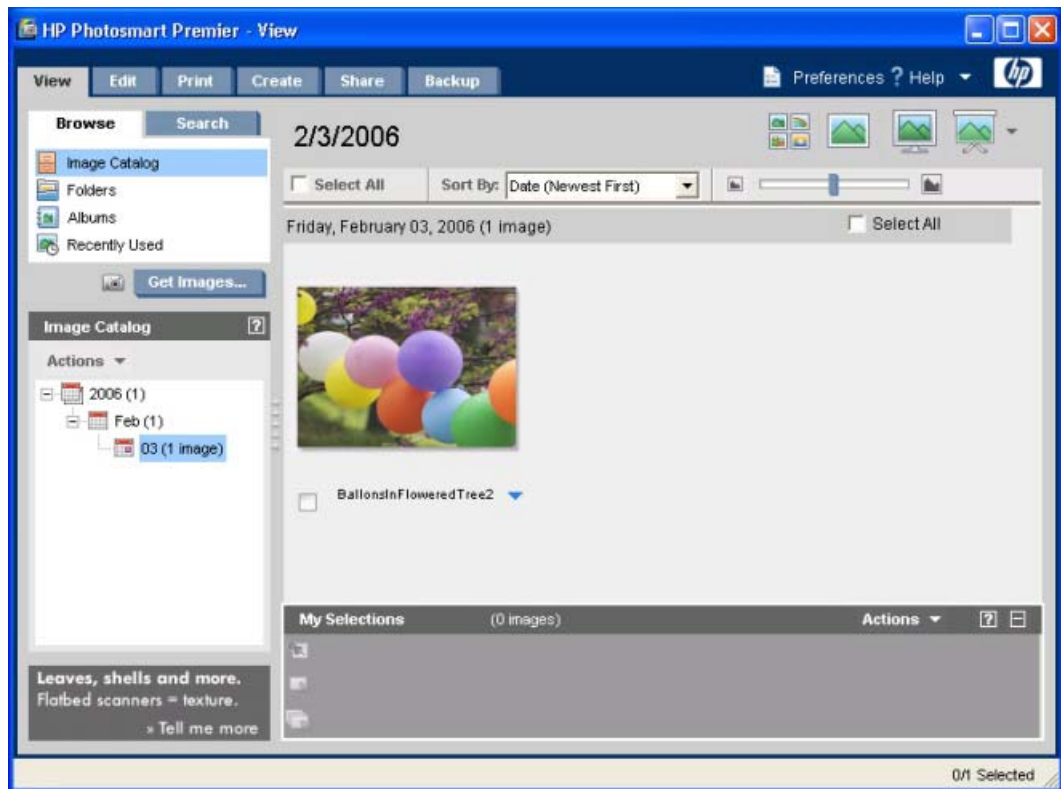 HP Photosmart Premier - View
View Edit Print Create Share Backup Preferences ? Help hp
Browse Search
Image Catalog
Folders
Albums
Recently Used
Get Images...
Image Catalog ?
Actions
2006 (1)
Feb (1)
03 (1 image)
Leaves, shells and more.
Flatbed scanners = texture.
» Tell me more
2/3/2006
Select All Sort By: Date (Newest First)
Friday, February 03, 2006 (1 image) Select All
BallonsInFloweredTree2
My Selections (0 images) Actions ?
0/1 Selected